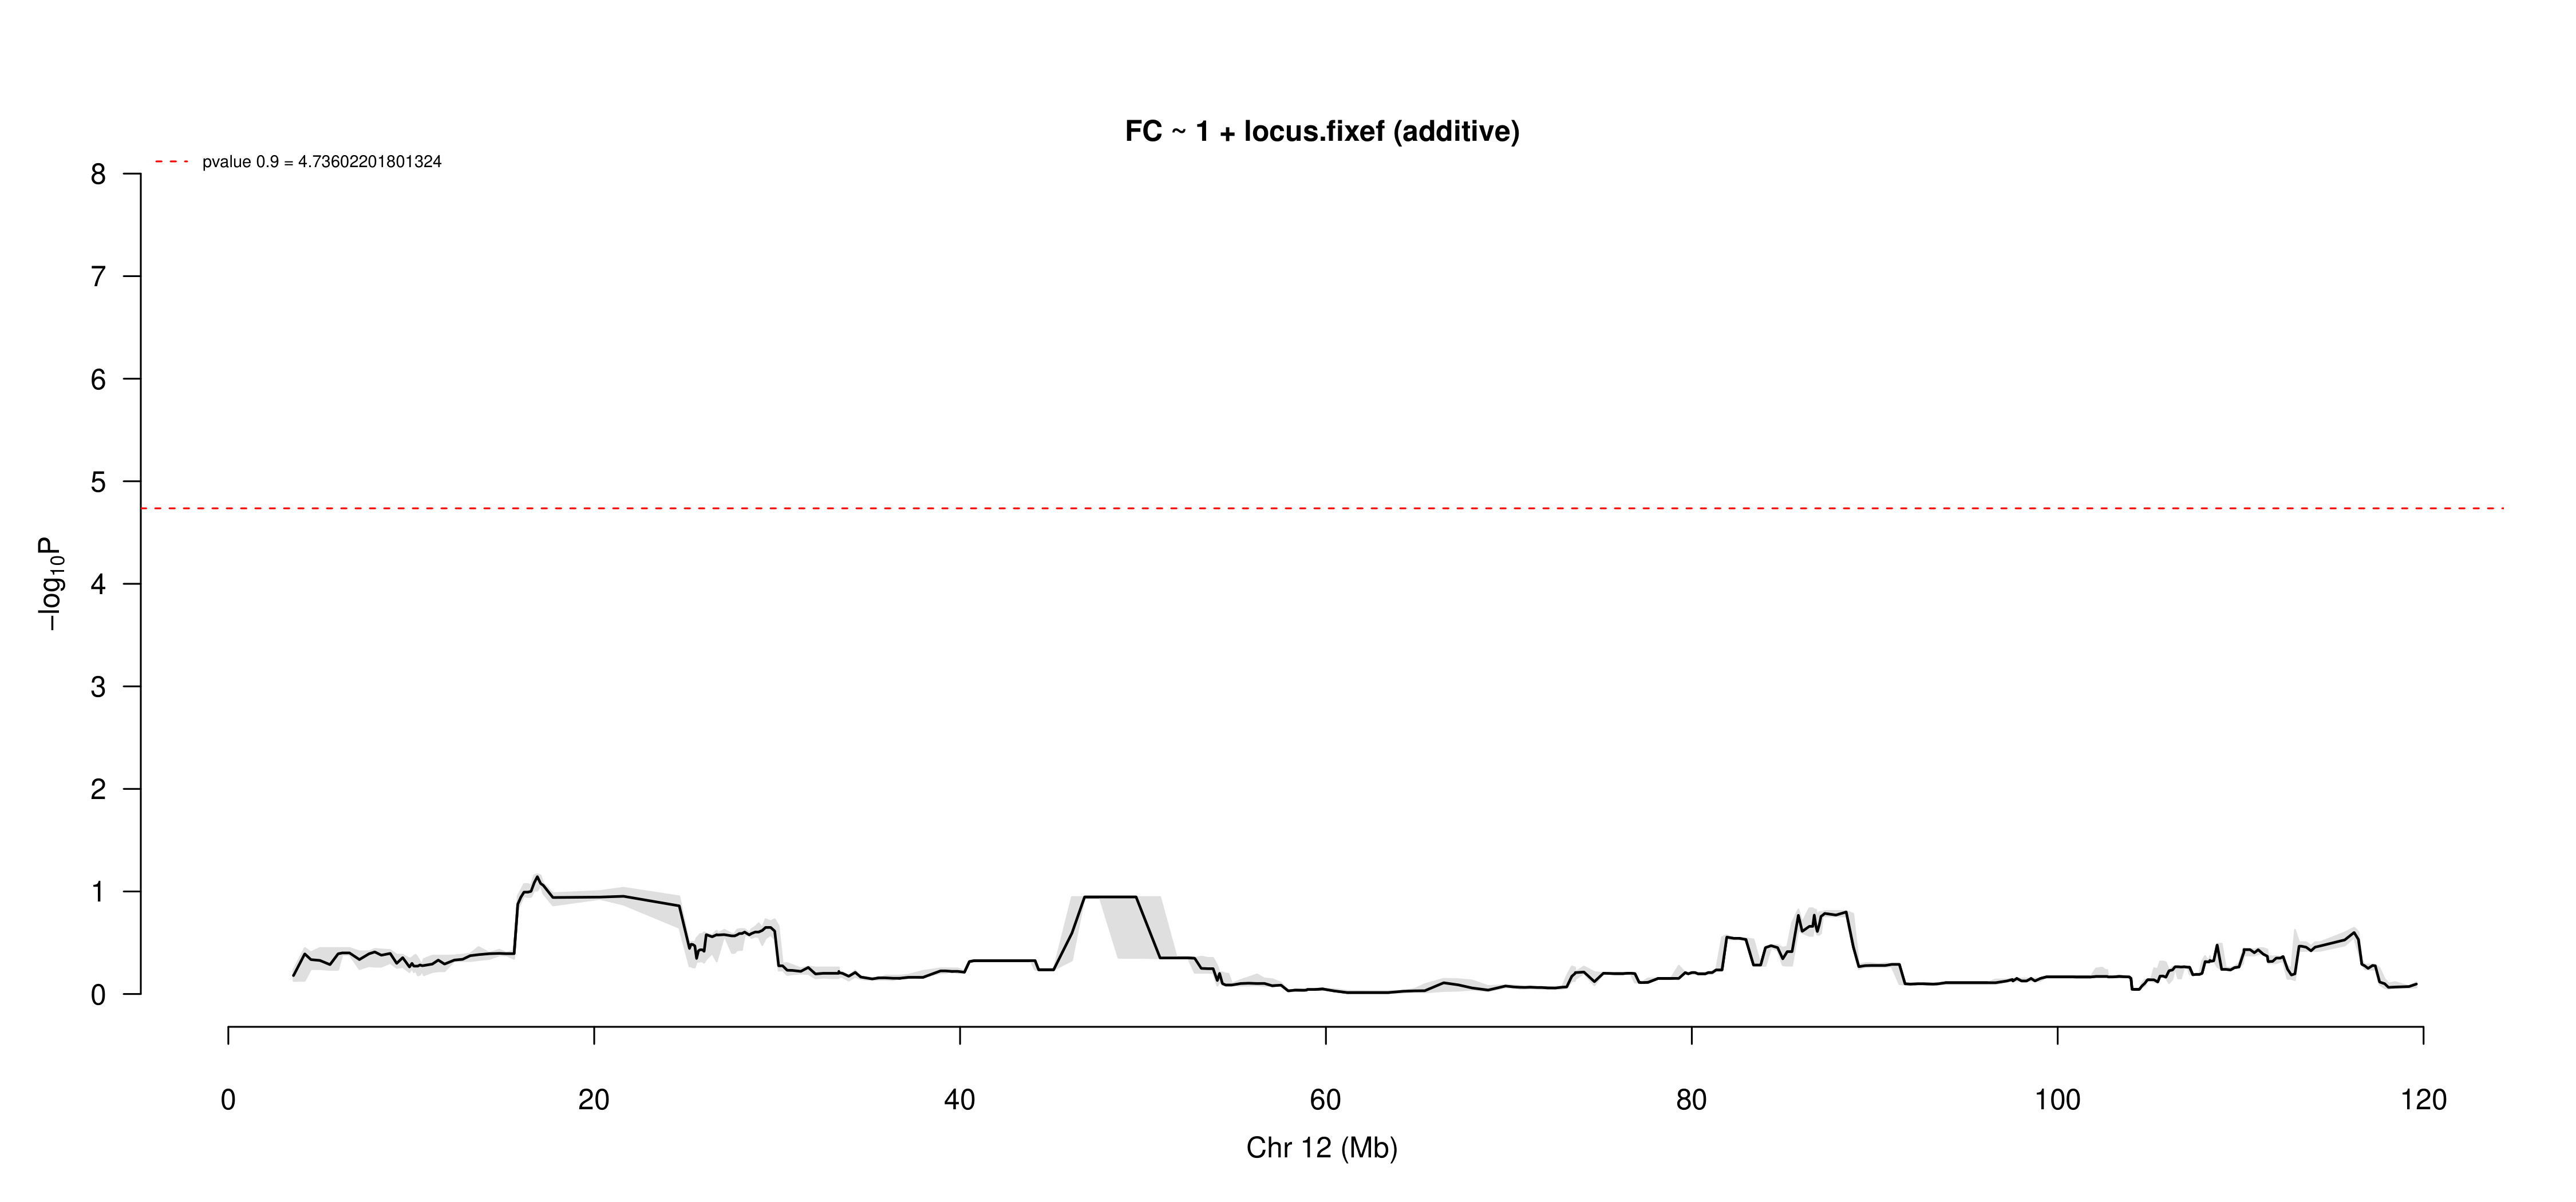 FC ~ 1 + locus.fixef (additive)
pvalue 0.9 = 4.73602201801324
8
7
6
5
4
3
2
1
0
−log10P
0 20 40 60 80 100 120
Chr 12 (Mb)